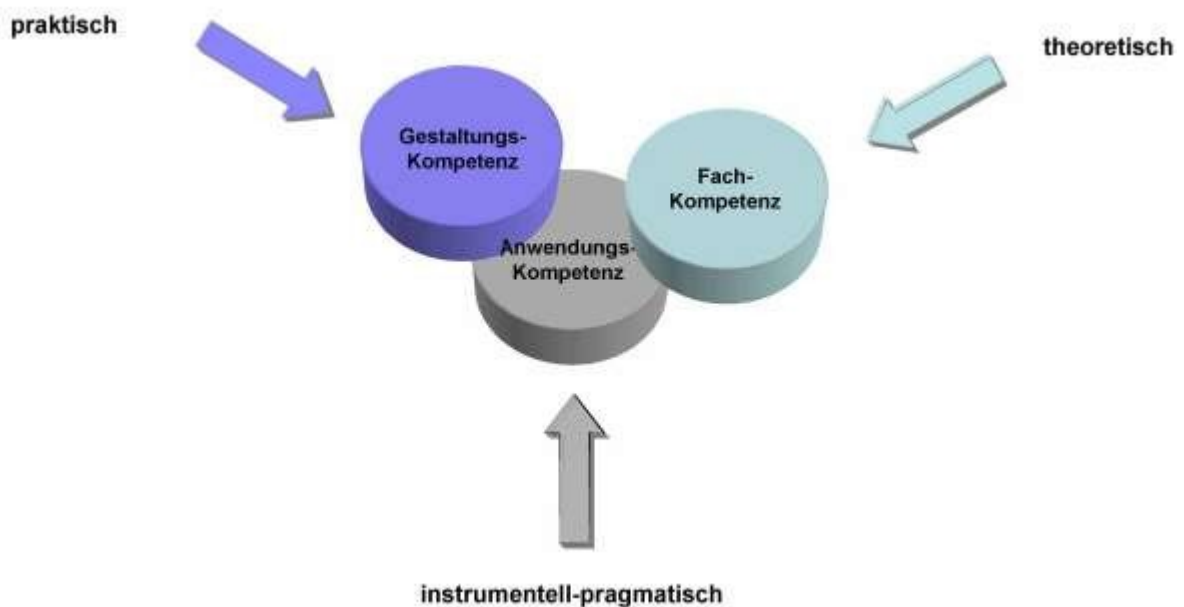 praktisch
theoretisch
Gestaltungs-
Kompetenz
Fach-
Kompetenz
Anwendungs-
Kompetenz
instrumentell-pragmatisch